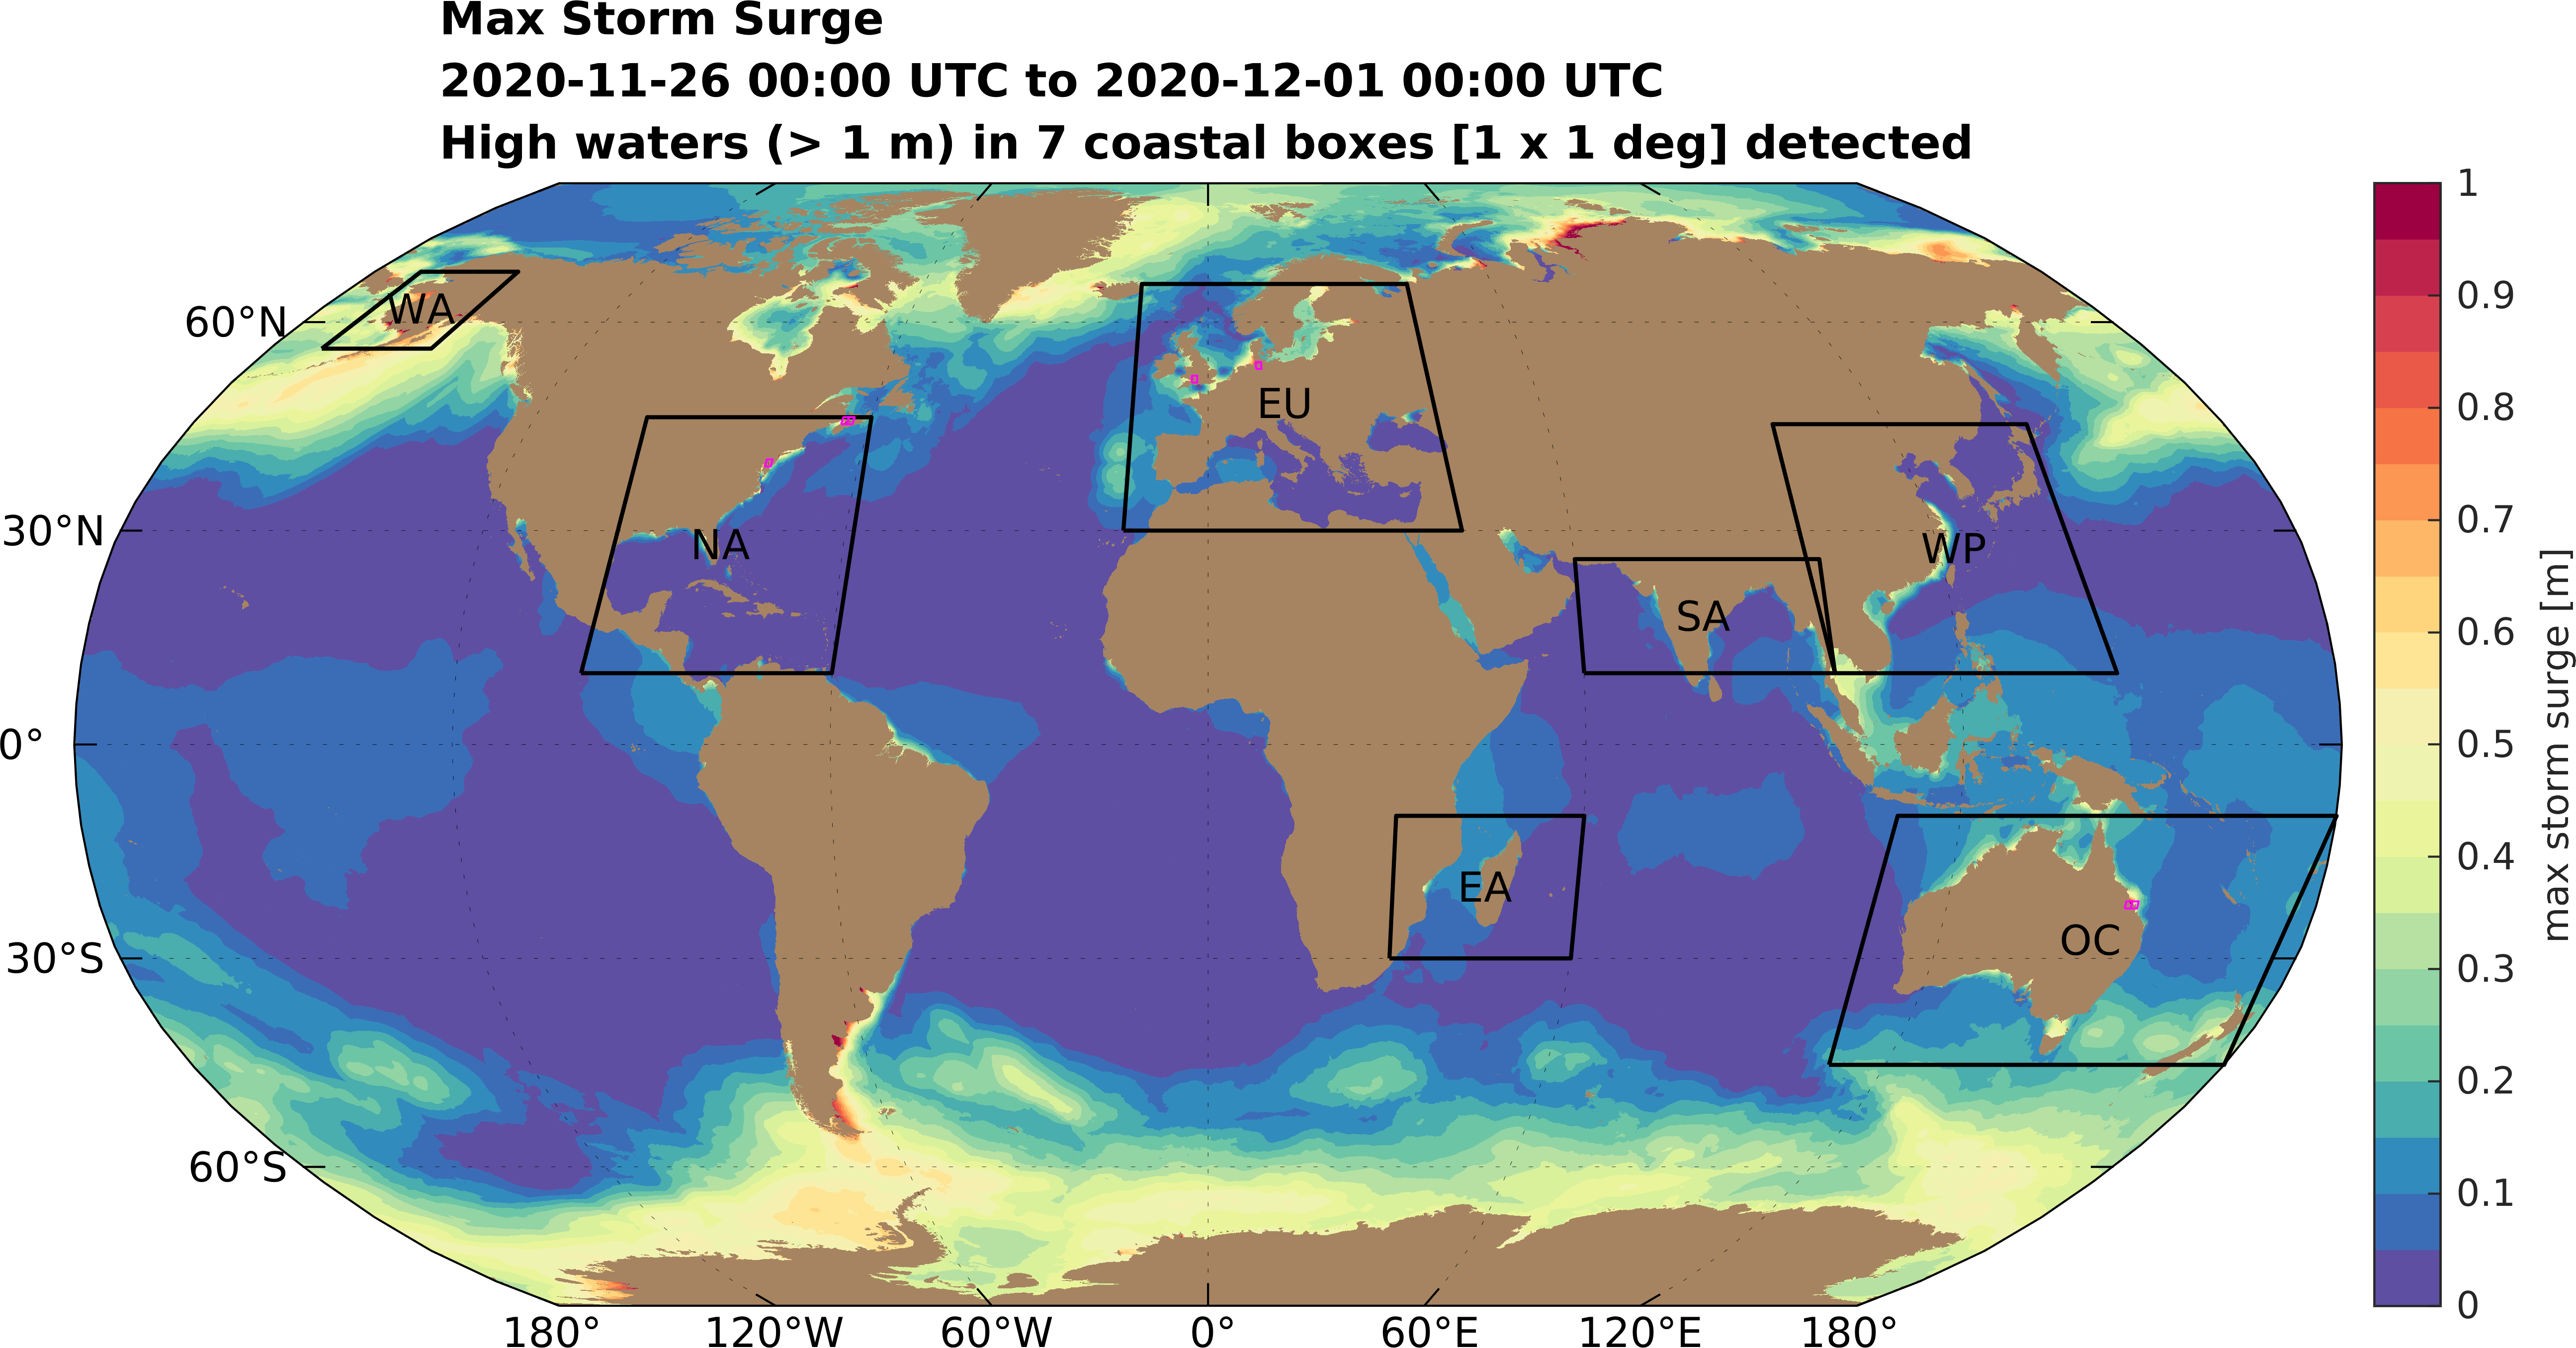 Max Storm Surge
2020-11-26 00:00 UTC to 2020-12-01 00:00 UTC
High waters (> 1 m) in 7 coastal boxes [1 x 1 deg] detected
60°N
30°N
0°
30°S
60°S
WA
NA
EU
SA
WP
EA
OC
180°
120°W
60°W
0°
60°E
120°E
180°
1
0.9
0.8
0.7
0.6
0.5
0.4
0.3
0.2
0.1
0
max storm surge [m]